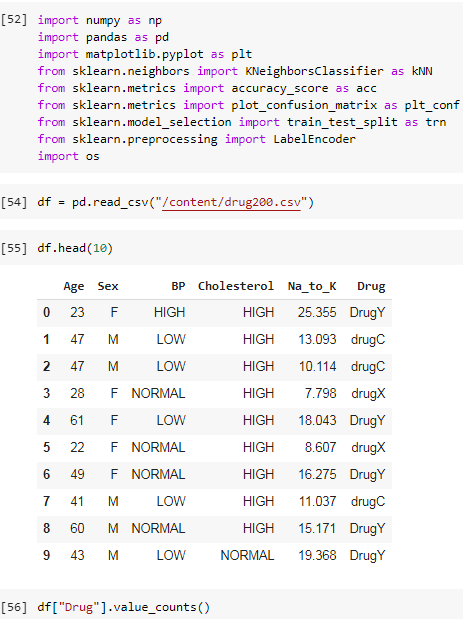 [52] import numpy as np
import pandas as pd
import matplotlib.pyplot as plt
from sklearn.neighbors import KNeighborsClassifier as kNN
from sklearn.metrics import accuracy_score as acc
from sklearn.metrics import plot_confusion_matrix as plt_conf
from sklearn.model_selection import train_test_split as trn
from sklearn.preprocessing import LabelEncoder
import os
[54] df = pd.read_csv("/content/drug200.csv")
[55] df.head(10)
Age Sex BP Cholesterol Na_to_K Drug
0 23 F HIGH HIGH 25.355 DrugY
1 47 M LOW HIGH 13.093 drugC
2 47 M LOW HIGH 10.114 drugC
3 28 F NORMAL HIGH 7.798 drugX
4 61 F LOW HIGH 18.043 DrugY
5 22 F NORMAL HIGH 8.607 drugX
6 49 F NORMAL HIGH 16.275 DrugY
7 41 M LOW HIGH 11.037 drugC
8 60 M NORMAL HIGH 15.171 DrugY
9 43 M LOW NORMAL 19.368 DrugY
[56] df["Drug"].value_counts()